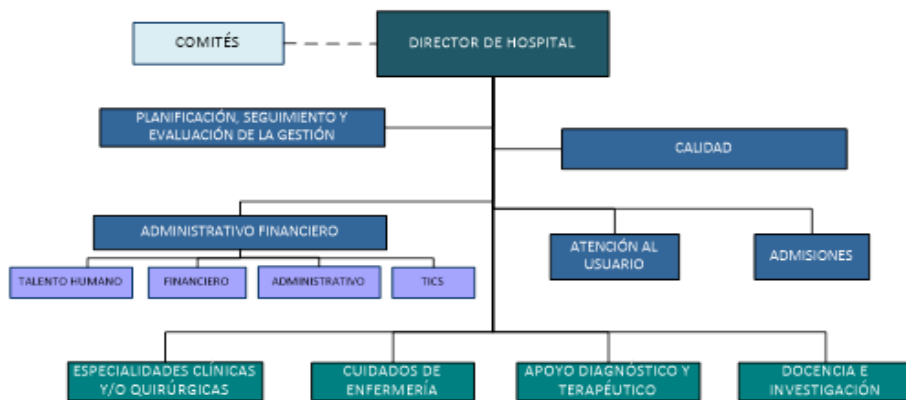 COMITÉS
DIRECTOR DE HOSPITAL
PLANIFICACIÓN, SEGUIMIENTO Y
EVALUACIÓN DE LA GESTIÓN
CALIDAD
ADMINISTRATIVO FINANCIERO
ATENCIÓN AL
USUARIO
ADMISIONES
TALENTO HUMANO
FINANCIERO
ADMINISTRATIVO
TICS
ESPECIALIDADES CLÍNICAS
Y/O QUIRÚRGICAS
CUIDADOS DE
ENFERMERÍA
APOYO DIAGNÓSTICO Y
TERAPÉUTICO
DOCENCIA E
INVESTIGACIÓN